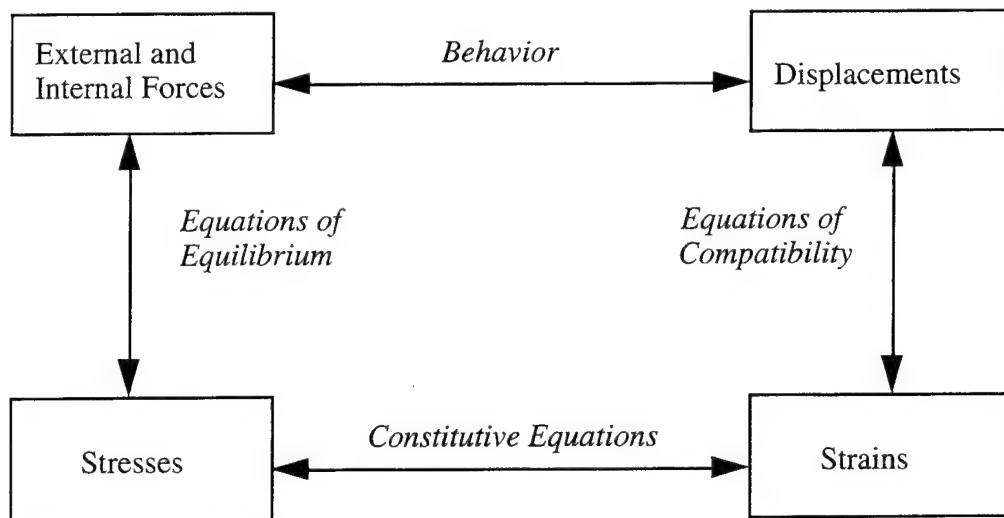 External and
Internal Forces
Behavior
Displacements
Equations of
Equilibrium
Equations of
Compatibility
Stresses
Constitutive Equations
Strains